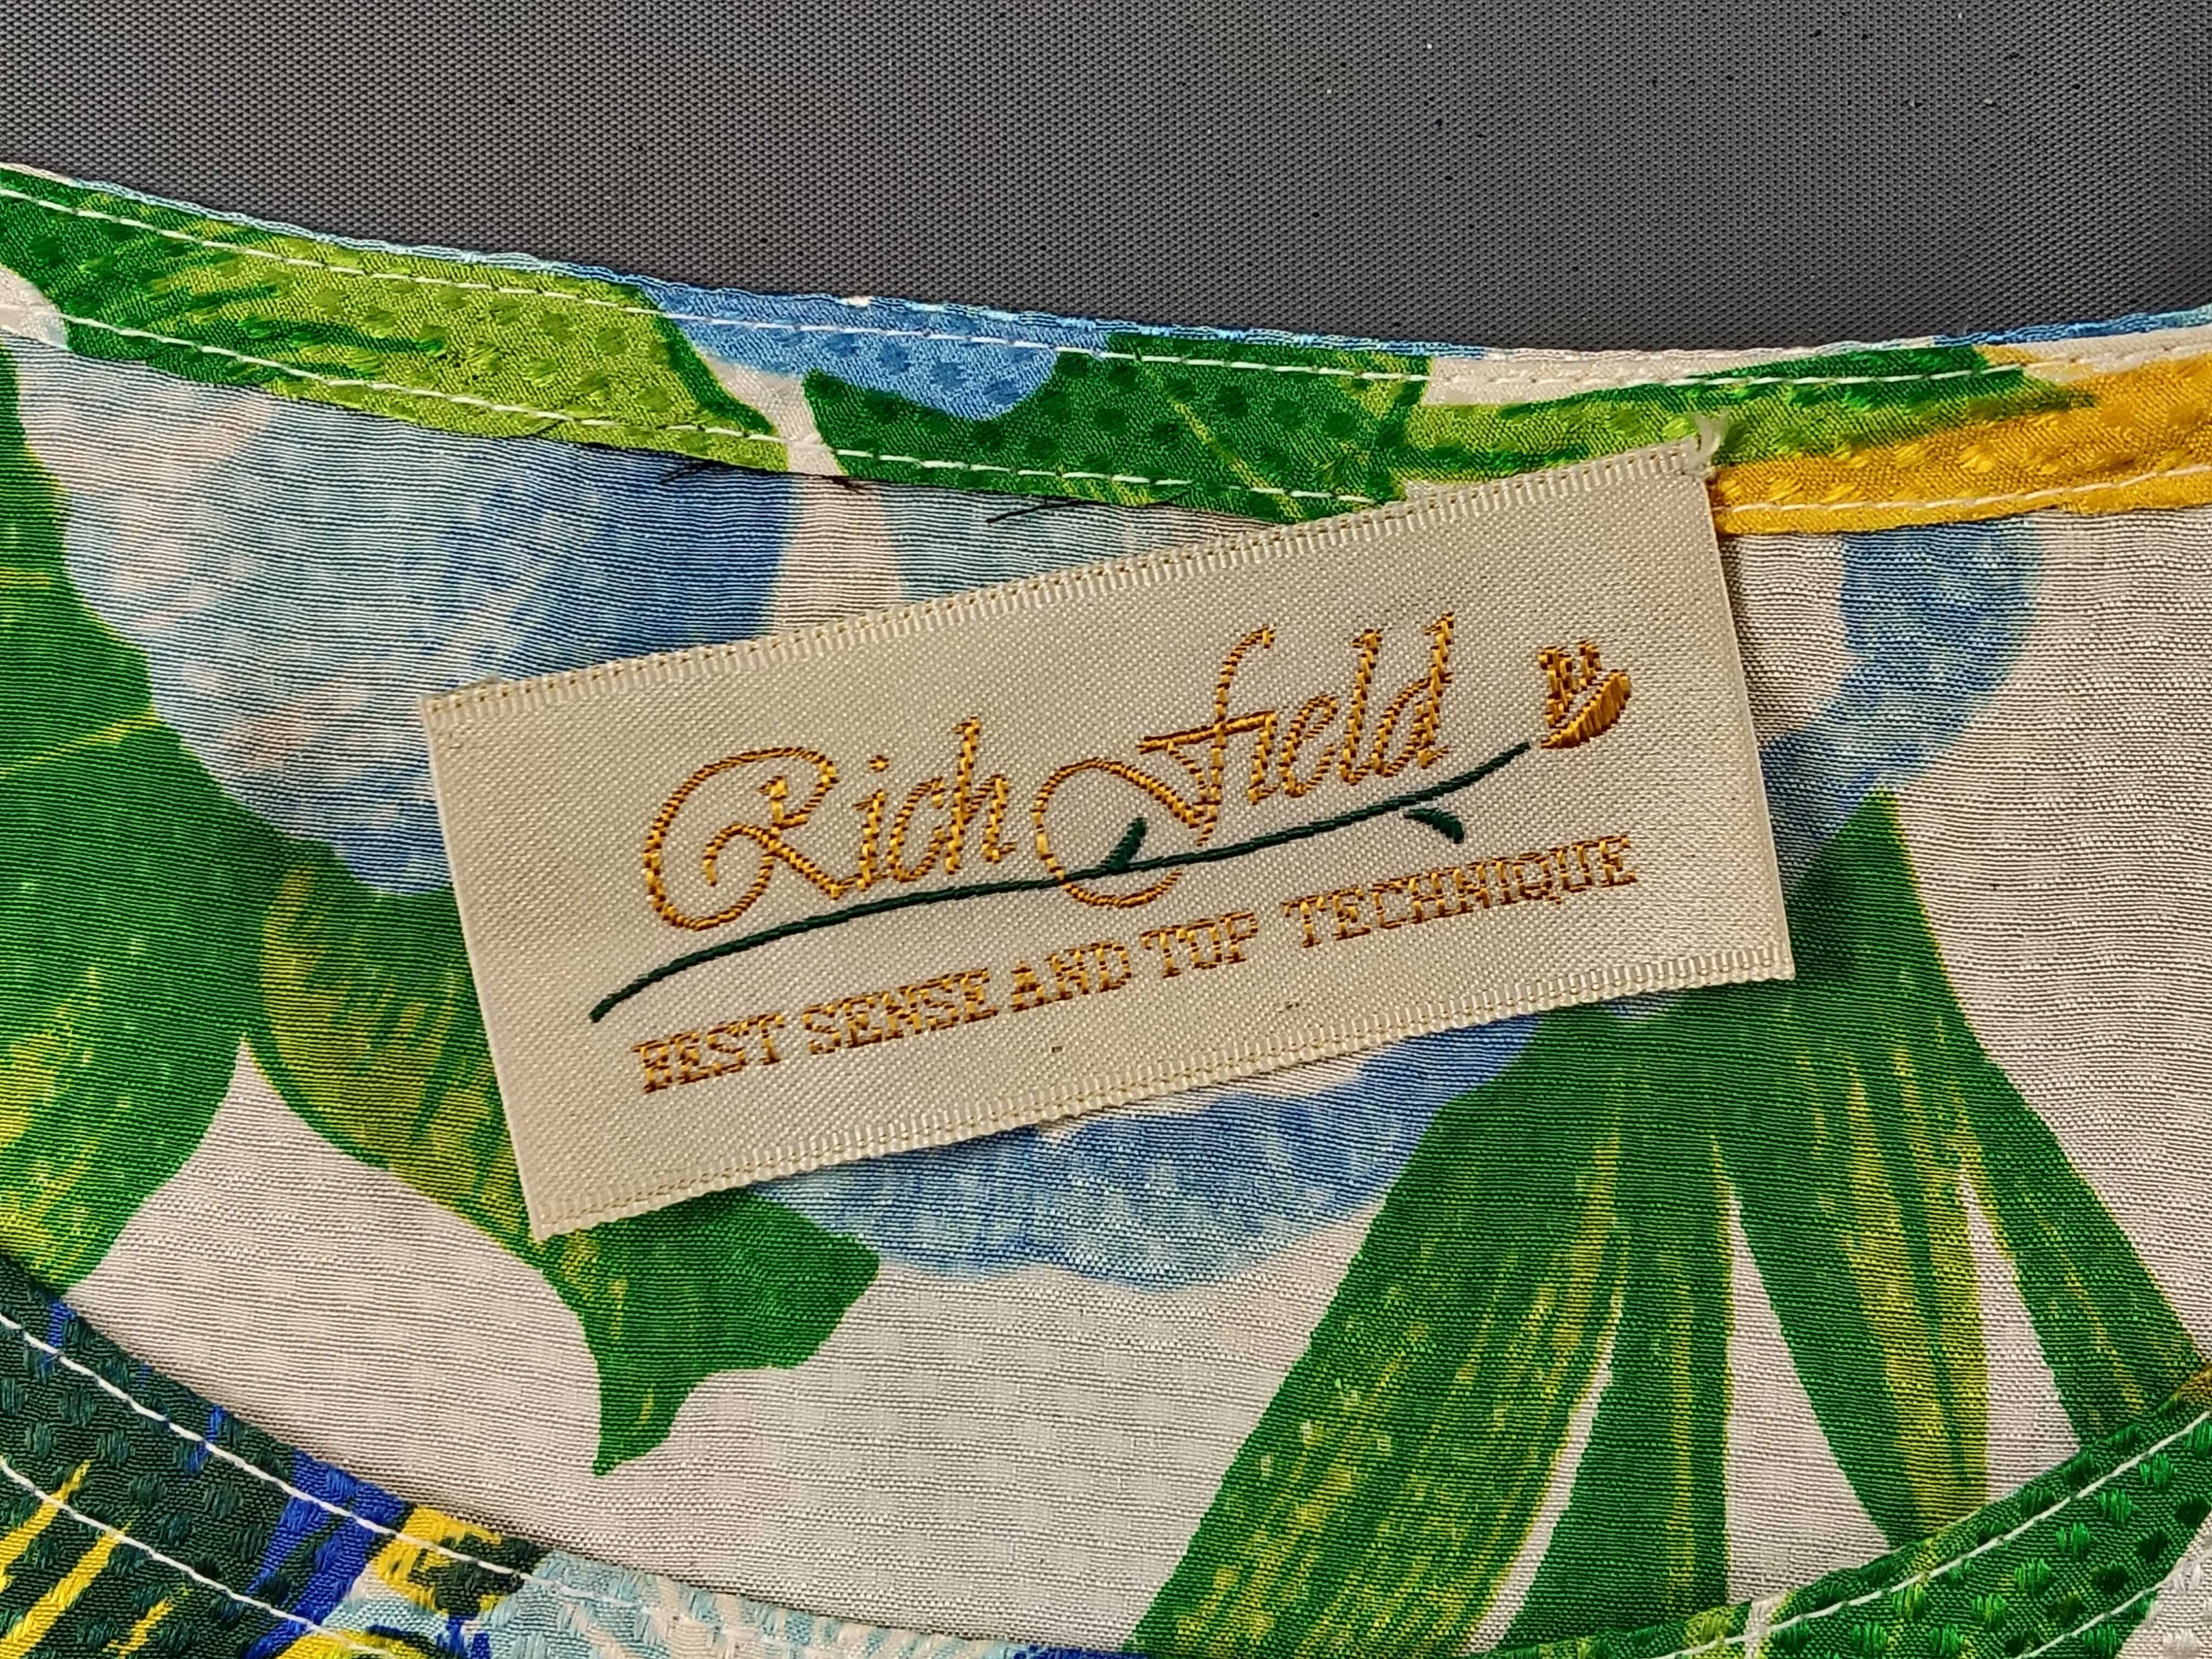 Rich Field
BEST SENSE AND TOP TECHNIQUE